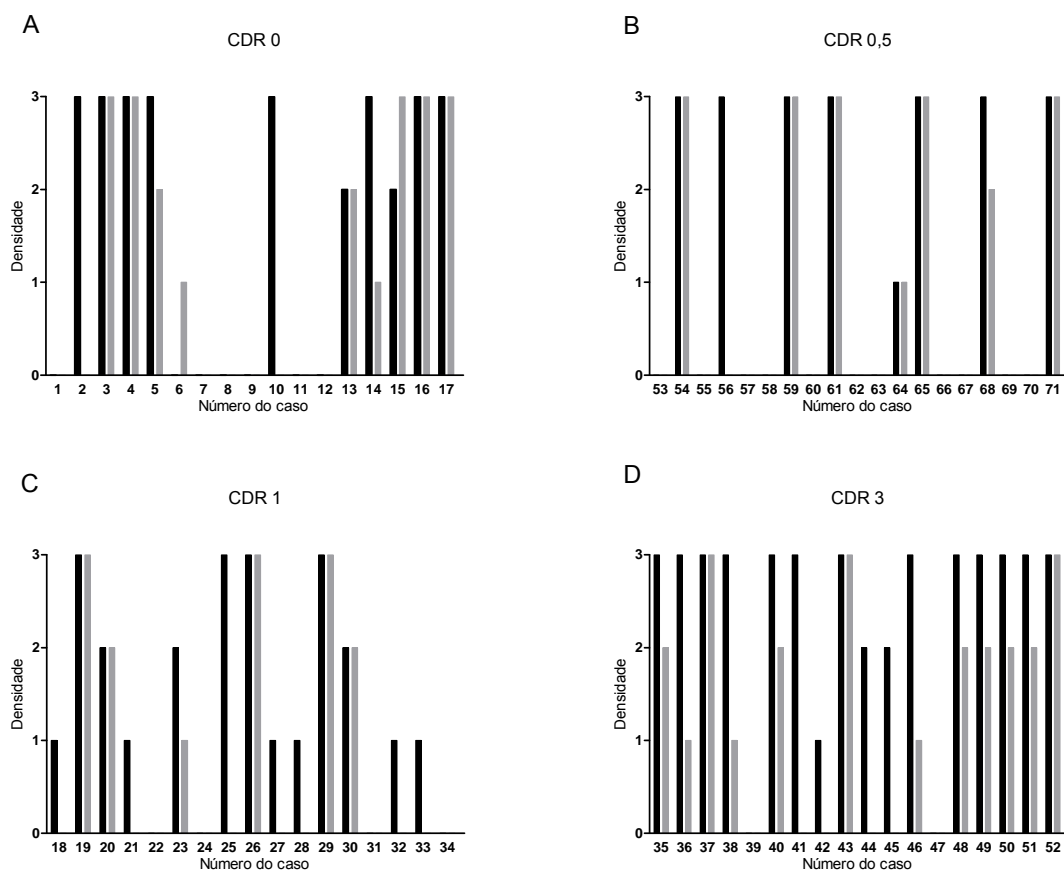 A
CDR 0
Densidade
3
2
1
0
1 2 3 4 5 6 7 8 9 10 11 12 13 14 15 16 17
Número do caso
B
CDR 0,5
Densidade
3
2
1
0
53 54 55 56 57 58 59 60 61 62 63 64 65 66 67 68 69 70 71
Número do caso
C
CDR 1
Densidade
3
2
1
0
18 19 20 21 22 23 24 25 26 27 28 29 30 31 32 33 34
Número do caso
D
CDR 3
Densidade
3
2
1
0
35 36 37 38 39 40 41 42 43 44 45 46 47 48 49 50 51 52
Número do caso